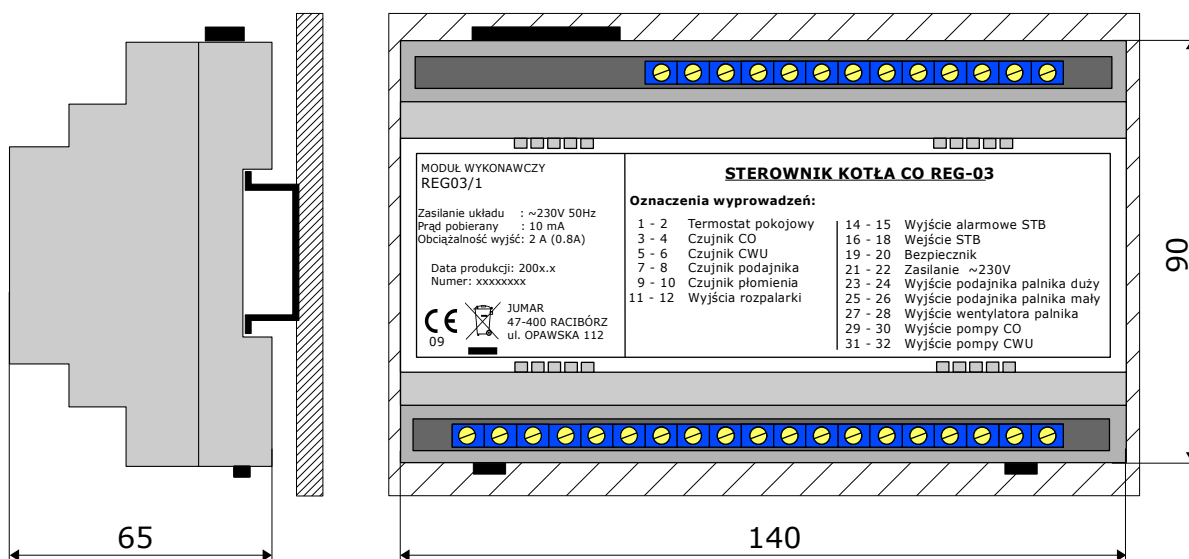 MODUŁ WYKONAWCZY
REG03/1
Zasilanie układu : ~230V 50Hz
Prąd pobierany : 10 mA
Obciążalność wyjść: 2 A (0.8A)
Data produkcji: 200x.x
Numer: xxxxxxxx
CE
09
JUMAR
47-400 RACIBÓRZ
ul. OPAWSKA 112
STEROWNIK KOTŁA CO REG-03
Oznaczenia wyprowadzeń:
1 - 2 Termostat pokojowy
3 - 4 Czujnik CO
5 - 6 Czujnik CWU
7 - 8 Czujnik podajnika
9 - 10 Czujnik płomienia
11 - 12 Wyjścia rozpalarki
14 - 15 Wyjście alarmowe STB
16 - 18 Wejście STB
19 - 20 Bezpiecznik
21 - 22 Zasilanie ~230V
23 - 24 Wyjście podajnika palnika duży
25 - 26 Wyjście podajnika palnika mały
27 - 28 Wyjście wentylatora palnika
29 - 30 Wyjście pompy CO
31 - 32 Wyjście pompy CWU
90
65
140